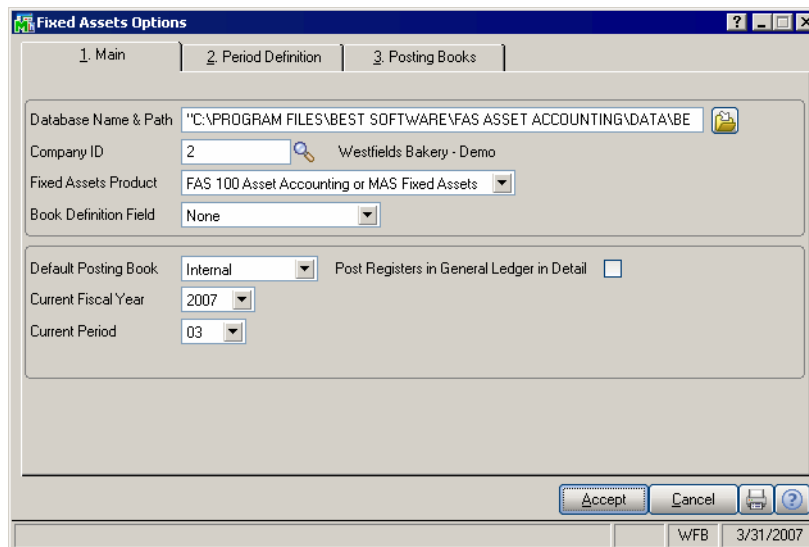 Fixed Assets Options
1. Main 2. Period Definition 3. Posting Books
Database Name & Path "C:\PROGRAM FILES\BEST SOFTWARE\FAS ASSET ACCOUNTING\DATA\BE
Company ID 2 Westfields Bakery - Demo
Fixed Assets Product FAS 100 Asset Accounting or MAS Fixed Assets
Book Definition Field None
Default Posting Book Internal Post Registers in General Ledger in Detail
Current Fiscal Year 2007
Current Period 03
Accept Cancel
WFB 3/31/2007